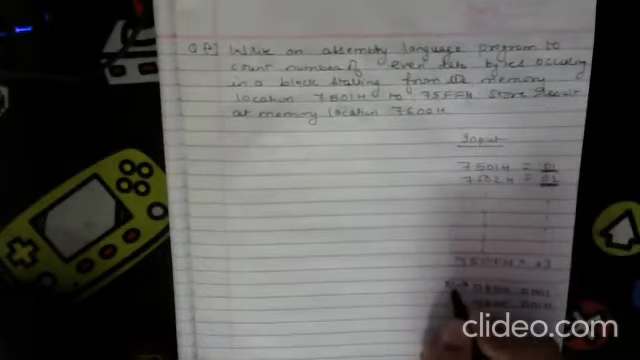 Q A] Write an assembly language program to
count number of even data bytes occuring
in a block starting from the memory
location 7501H to 75FFH. Store Result
at memory location 7600H
Input
7501H = 01
7502H = 02
clideo.com